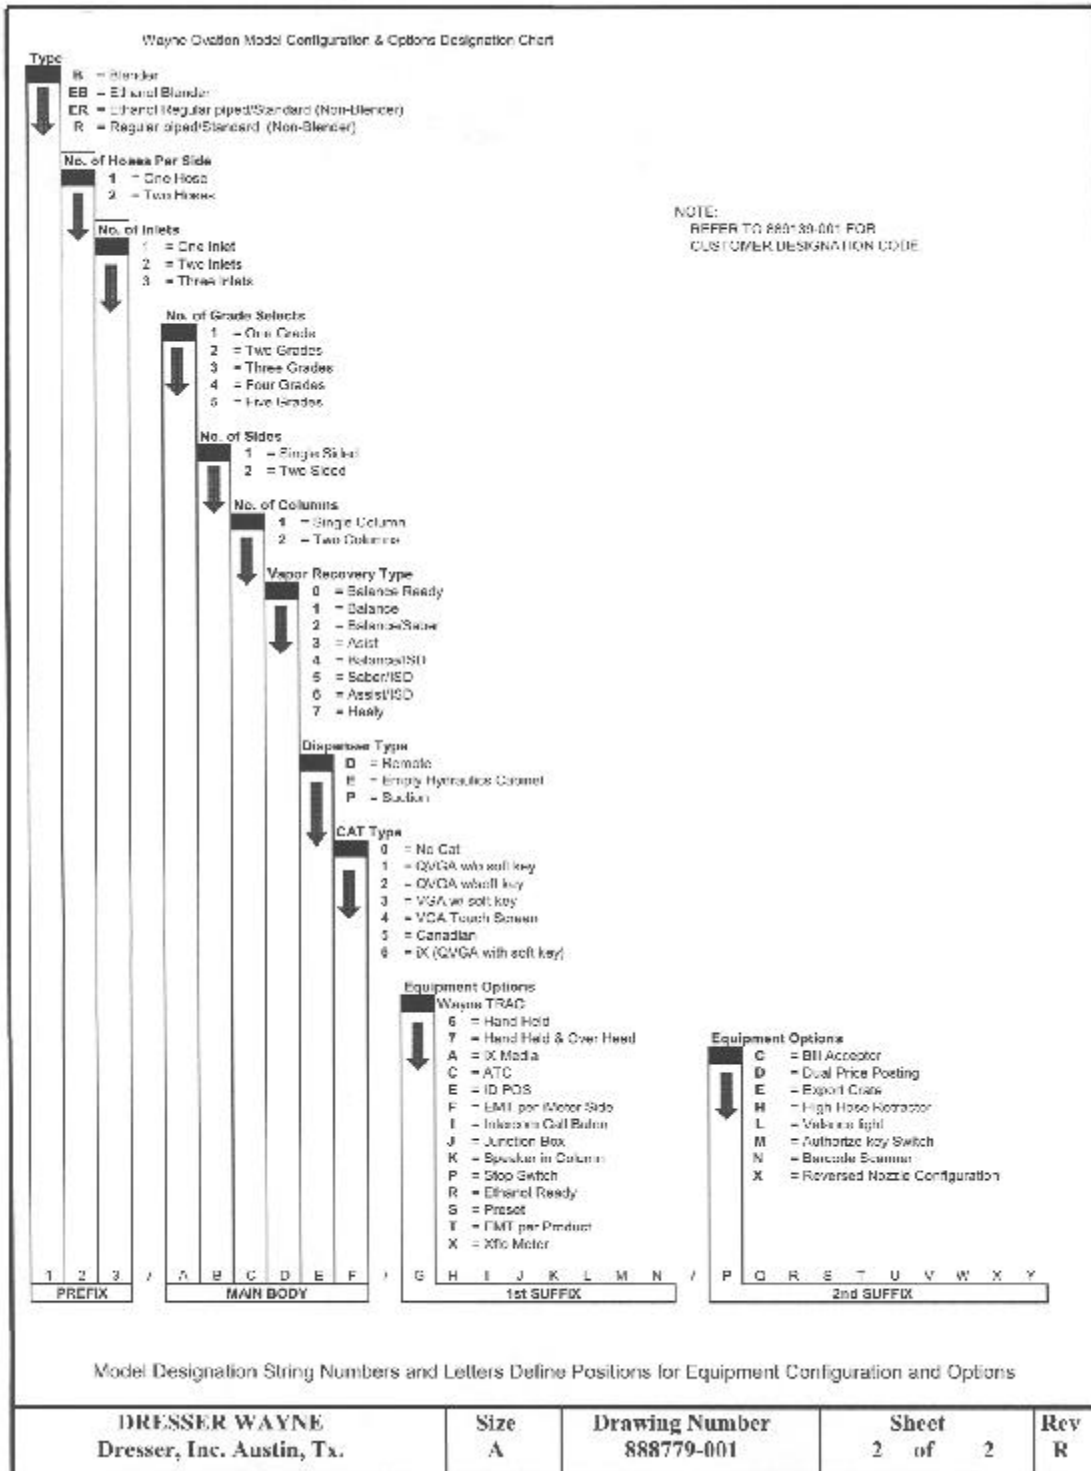 Wayne Ovation Model Configuration & Options Designation Chart
Type
B = Blender
EB = Ethanol Blender
ER = Ethanol Regular piped/Standard (Non-Blender)
R = Regular piped/Standard (Non-Blender)
No. of Hoses Per Side
1 = One Hose
2 = Two Hoses
NOTE:
REFER TO 889139-001 FOR
CUSTOMER DESIGNATION CODE
No. of Inlets
1 = One Inlet
2 = Two Inlets
3 = Three Inlets
No. of Grade Selects
1 = One Grade
2 = Two Grades
3 = Three Grades
4 = Four Grades
5 = Five Grades
No. of Sides
1 = Single Sided
2 = Two Sided
No. of Columns
1 = Single Column
2 = Two Columns
Vapor Recovery Type
0 = Balance Ready
1 = Balance
2 = Balance/Saber
3 = Asist
4 = Balance/ISD
5 = Saber/ISD
6 = Assist/ISD
7 = Healy
Dispenser Type
D = Remote
E = Empty Hydraulics Cabinet
P = Suction
CAT Type
0 = No Cat
1 = QVGA w/o soft key
2 = QVGA w/soft key
3 = VGA w/ soft key
4 = VGA Touch Screen
5 = Canadian
6 = iX (QVGA with soft key)
Equipment Options
Wayne TRAC
6 = Hand Held
7 = Hand Held & Over Head
A = IX Media
C = ATC
E = ID POS
F = EMT per iMeter Side
I = Intercom Call Button
J = Junction Box
K = Speaker in Column
P = Stop Switch
R = Ethanol Ready
S = Preset
T = EMT per Product
X = Xflo Meter
Equipment Options
C = Bill Acceptor
D = Dual Price Posting
E = Export Crate
H = High Hose Retractor
L = Valance light
M = Authorize key Switch
N = Barcode Scanner
X = Reversed Nozzle Configuration
1 2 3 / A B C D E F / G H I J K L M N / P Q R S T U V W X Y
PREFIX MAIN BODY 1st SUFFIX 2nd SUFFIX
Model Designation String Numbers and Letters Define Positions for Equipment Configuration and Options
DRESSER WAYNE Size Drawing Number Sheet Rev
Dresser, Inc. Austin, Tx. A 888779-001 2 of 2 R